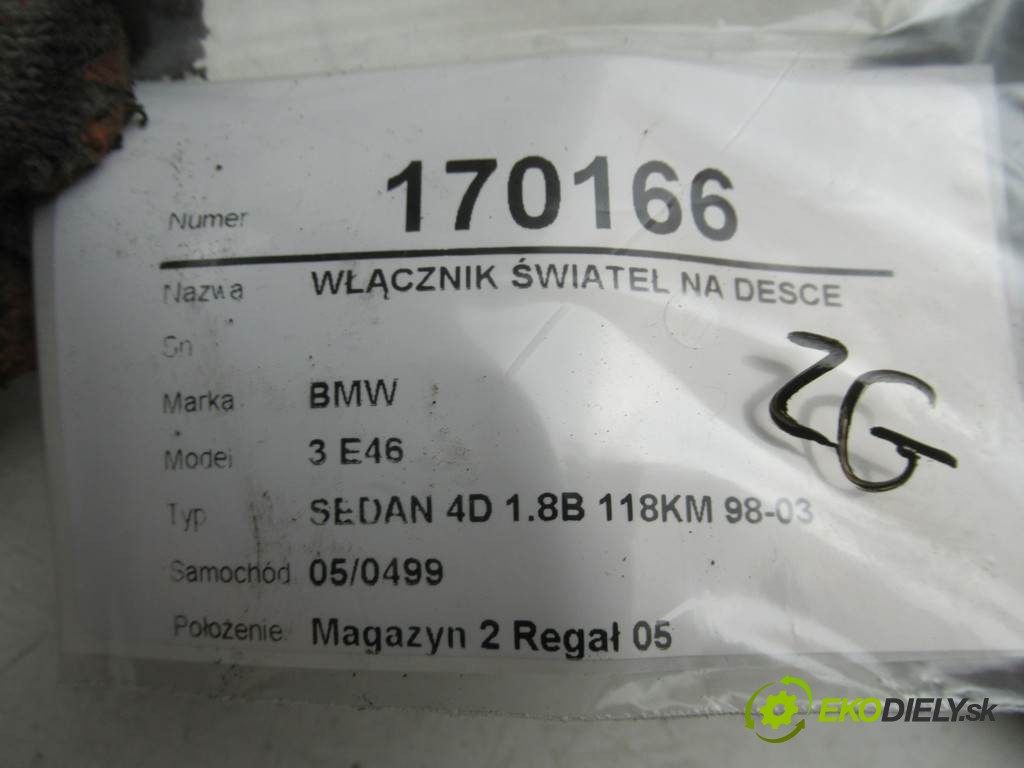 Numer 170166
Nazwa WŁĄCZNIK ŚWIATEŁ NA DESCE
Sn
Marka BMW
Model 3 E46
Typ SEDAN 4D 1.8B 118KM 98-03
Samochód 05/0499
Położenie Magazyn 2 Regał 05
ZG
EKODIELY.sk